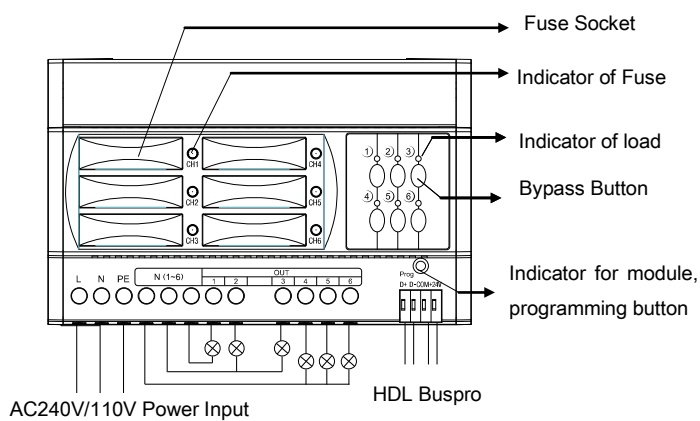 Fuse Socket
Indicator of Fuse
Indicator of load
Bypass Button
Indicator for module,
programming button
CH1
CH4
CH2
CH5
CH3
CH6
1 2 3
4 5 6
Prog
D+ D- COM +24V
L N PE N (1~6) OUT
1 2 3 4 5 6
HDL Buspro
AC240V/110V Power Input